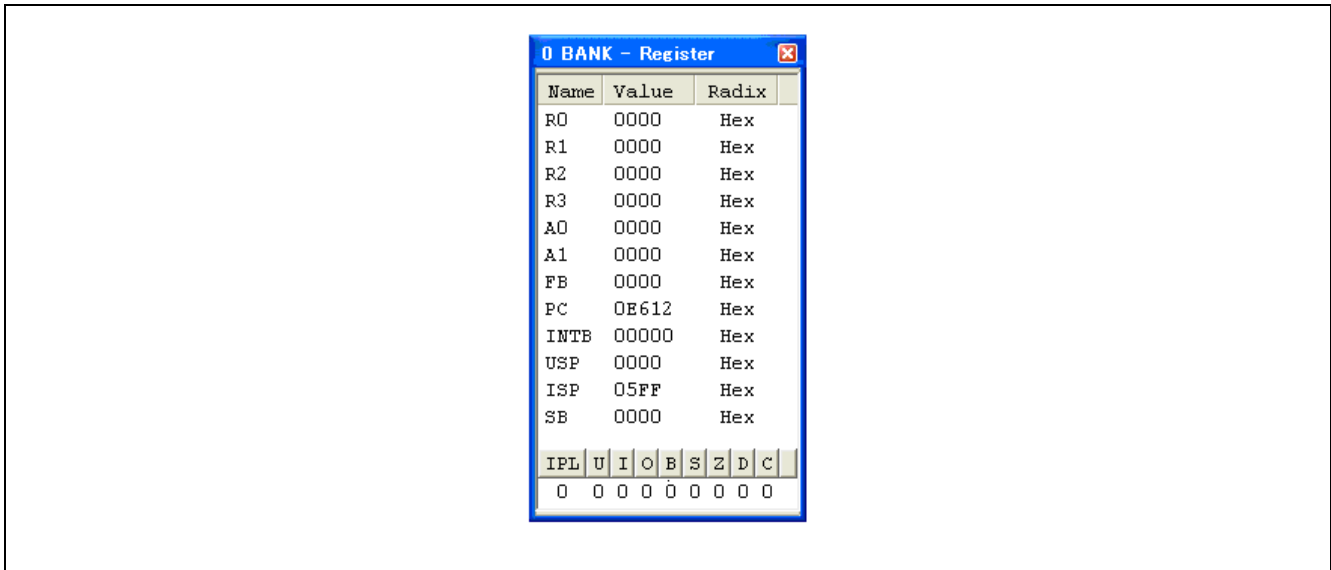 0 BANK - Register
Name Value Radix
R0 0000 Hex
R1 0000 Hex
R2 0000 Hex
R3 0000 Hex
A0 0000 Hex
A1 0000 Hex
FB 0000 Hex
PC 0E612 Hex
INTB 00000 Hex
USP 0000 Hex
ISP 05FF Hex
SB 0000 Hex
IPL U I O B S Z D C
0 0 0 0 0 0 0 0 0